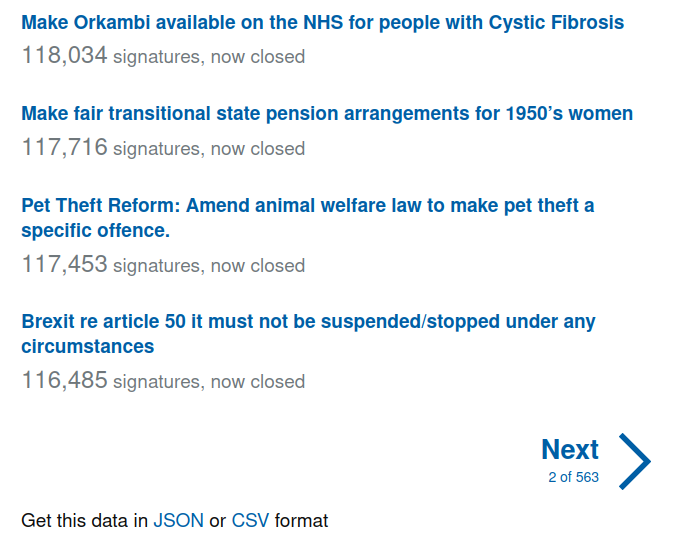 Make Orkambi available on the NHS for people with Cystic Fibrosis
118,034 signatures, now closed
Make fair transitional state pension arrangements for 1950’s women
117,716 signatures, now closed
Pet Theft Reform: Amend animal welfare law to make pet theft a
specific offence.
117,453 signatures, now closed
Brexit re article 50 it must not be suspended/stopped under any
circumstances
116,485 signatures, now closed
Next
2 of 563
Get this data in JSON or CSV format